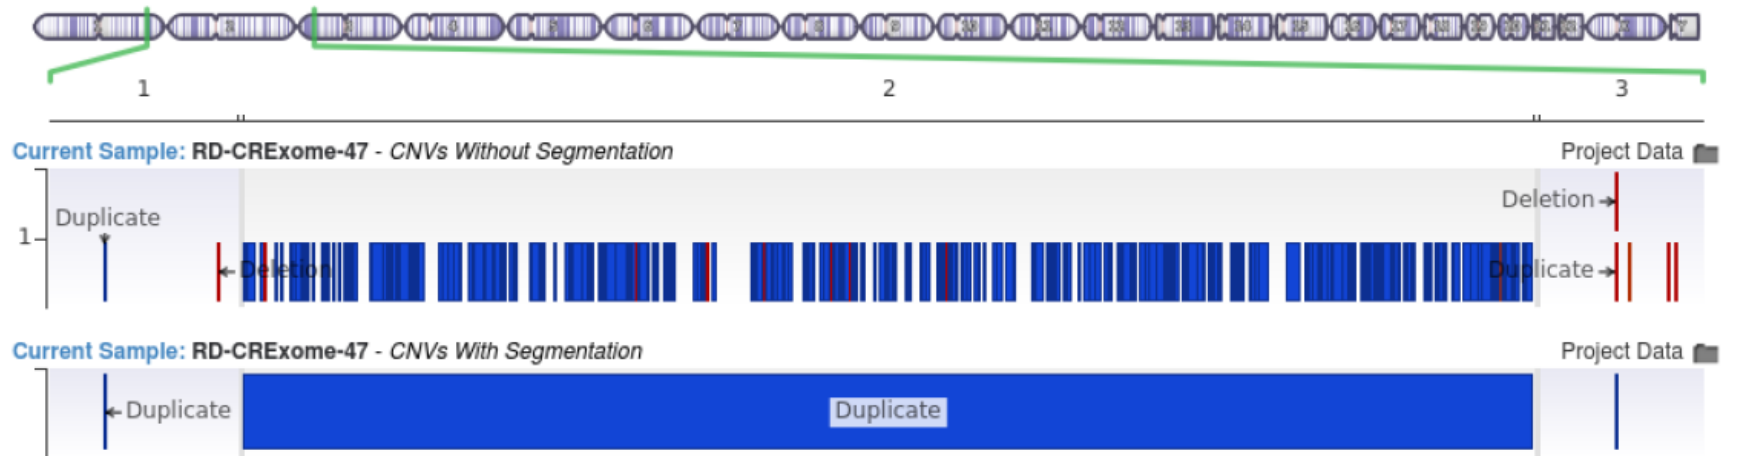 1 2 3
Current Sample: RD-CRExome-47 - CNVs Without Segmentation Project Data
Deletion
Duplicate
1
Deletion
Duplicate
Current Sample: RD-CRExome-47 - CNVs With Segmentation Project Data
Duplicate
Duplicate